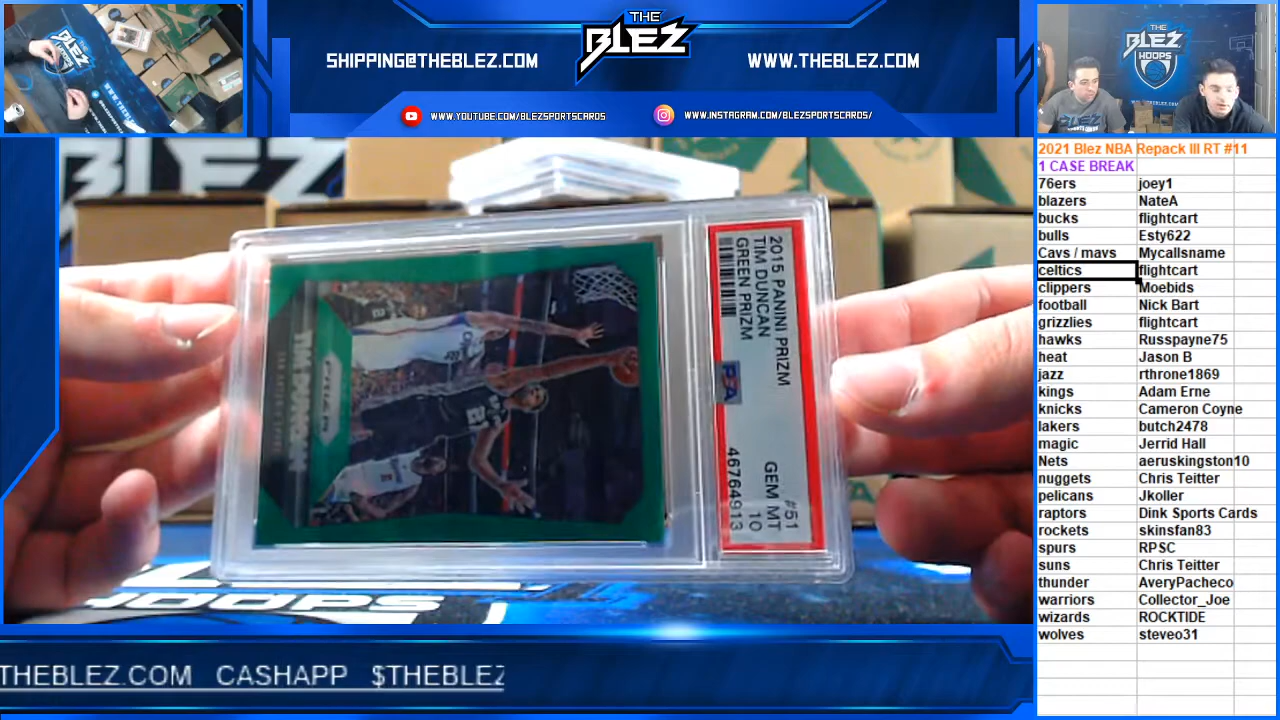 THE
BLEZ
SHIPPING@THEBLEZ.COM
WWW.THEBLEZ.COM
WWW.YOUTUBE.COM/BLEZSPORTSCARDS
WWW.INSTAGRAM.COM/BLEZSPORTSCARDS/
THE
BLEZ
HOOPS
2021 Blez NBA Repack III RT #11
1 CASE BREAK
76ers joey1
blazers NateA
bucks flightcart
bulls Esty622
Cavs / mavs Mycallsname
celtics flightcart
clippers Moebids
football Nick Bart
grizzlies flightcart
hawks Russpayne75
heat Jason B
jazz rthrone1869
kings Adam Erne
knicks Cameron Coyne
lakers butch2478
magic Jerrid Hall
Nets aeruskingston10
nuggets Chris Teitter
pelicans Jkoller
raptors Dink Sports Cards
rockets skinsfan83
spurs RPSC
suns Chris Teitter
thunder AveryPacheco
warriors Collector_Joe
wizards ROCKTIDE
wolves steveo31
2015 PANINI PRIZM #51
TIM DUNCAN GEM MT
GREEN PRIZM 10
PSA 46764913
TIM DUNCAN
PRIZM
HOOPS
THEBLEZ.COM CASHAPP $THEBLEZ